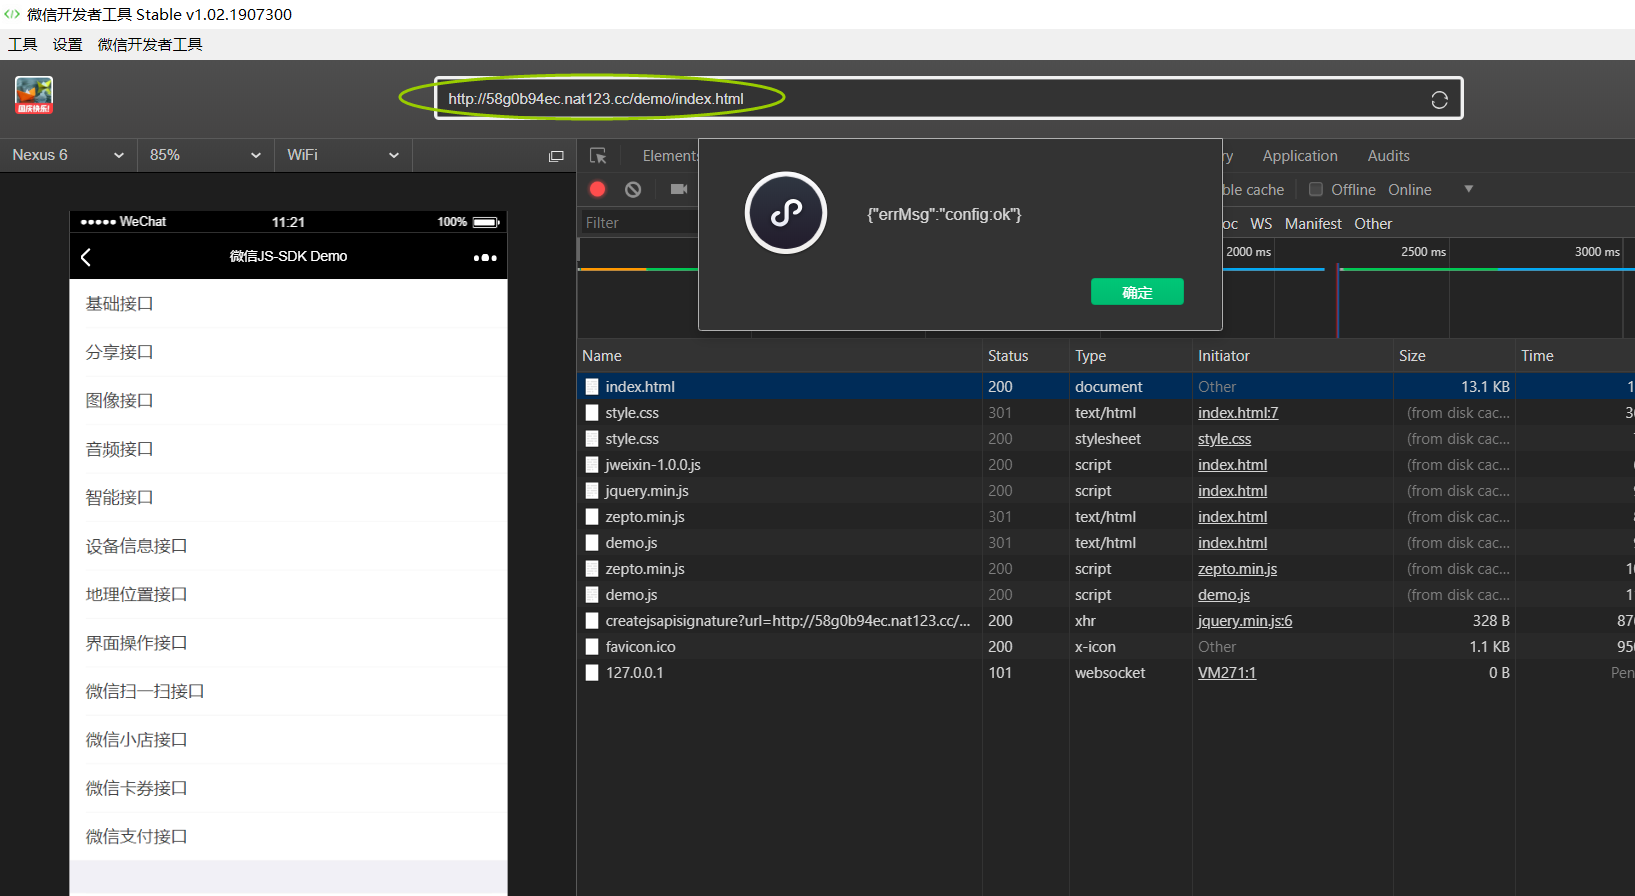 微信开发者工具 Stable v1.02.1907300
工具 设置 微信开发者工具
国庆快乐!
http://58g0b94ec.nat123.cc/demo/index.html
Nexus 6 85% WiFi
Elements Application Audits
Offline Online
Filter WS Manifest Other
2000 ms 2500 ms 3000 ms
{"errMsg":"config:ok"}
确定
WeChat 11:21 100%
微信JS-SDK Demo
基础接口
分享接口
图像接口
音频接口
智能接口
设备信息接口
地理位置接口
界面操作接口
微信扫一扫接口
微信小店接口
微信卡券接口
微信支付接口
Name Status Type Initiator Size Time
index.html 200 document Other 13.1 KB
style.css 301 text/html index.html:7 (from disk cac...
style.css 200 stylesheet style.css (from disk cac...
jweixin-1.0.0.js 200 script index.html (from disk cac...
jquery.min.js 200 script index.html (from disk cac...
zepto.min.js 301 text/html index.html (from disk cac...
demo.js 301 text/html index.html (from disk cac...
zepto.min.js 200 script zepto.min.js (from disk cac...
demo.js 200 script demo.js (from disk cac...
createjsapisignature?url=http://58g0b94ec.nat123.cc/... 200 xhr jquery.min.js:6 328 B
favicon.ico 200 x-icon Other 1.1 KB
127.0.0.1 101 websocket VM271:1 0 B